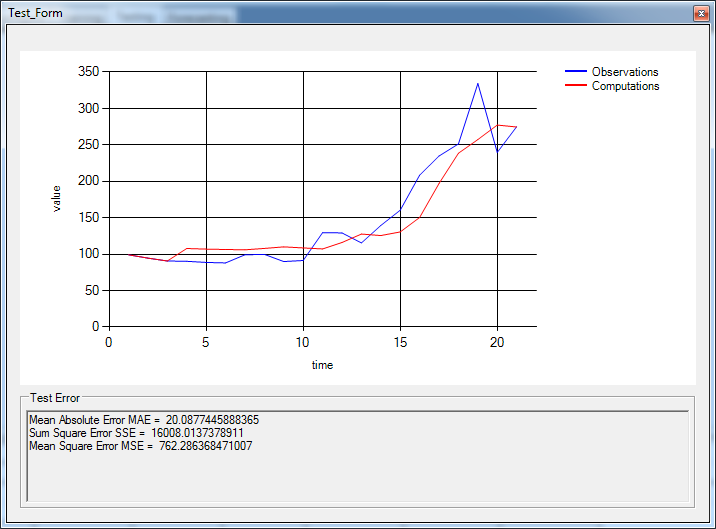 Test_Form
350
300
250
200
150
100
50
0
value
0 5 10 15 20
time
Observations
Computations
Test Error
Mean Absolute Error MAE = 20.0877445888365
Sum Square Error SSE = 16008.0137378911
Mean Square Error MSE = 762.286368471007